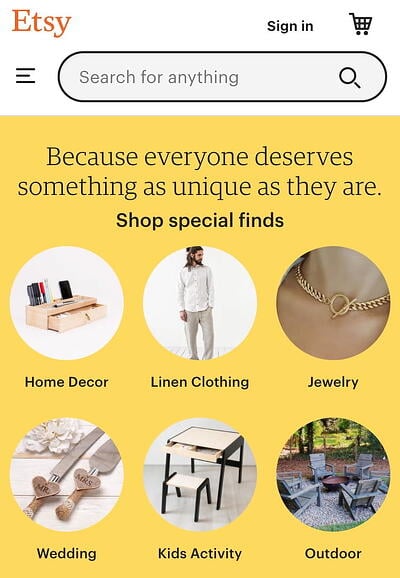 Etsy
Sign in
Search for anything
Because everyone deserves
something as unique as they are.
Shop special finds
Home Decor
Linen Clothing
Jewelry
Wedding
Kids Activity
Outdoor